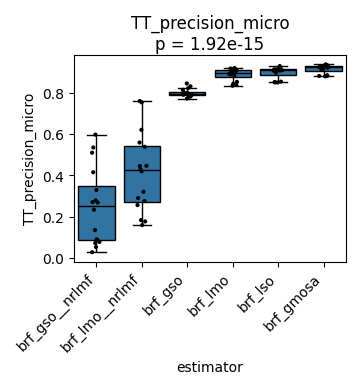 TT_precision_micro
p = 1.92e-15
TT_precision_micro
0.8
0.6
0.4
0.2
0.0
brf_gso__nrlmf
brf_lmo__nrlmf
brf_gso
brf_lmo
brf_lso
brf_gmosa
estimator